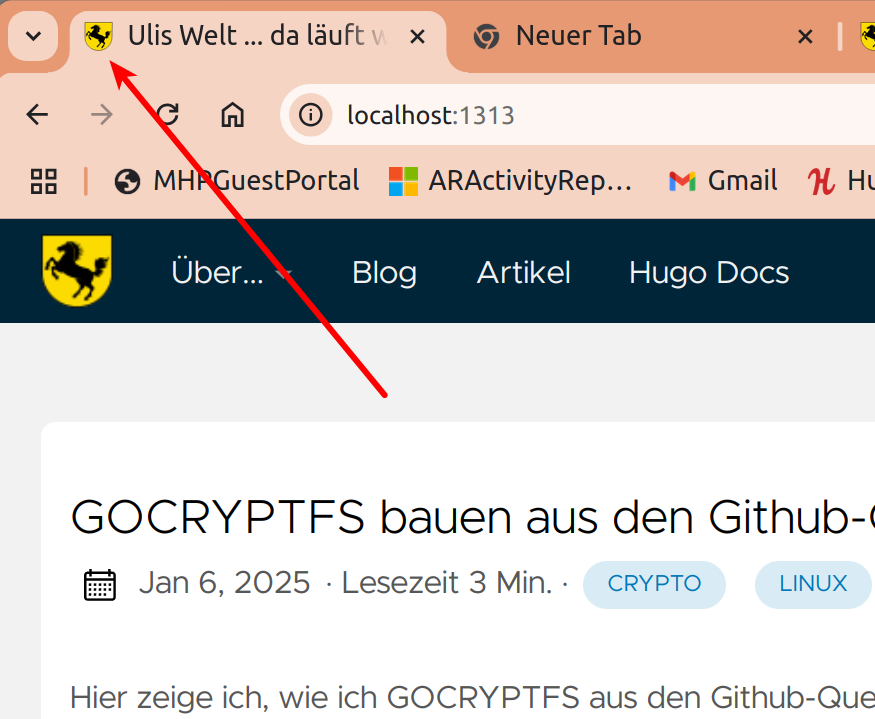 Ulis Welt ... da läuft w
Neuer Tab
localhost:1313
MHPGuestPortal
ARActivityRep...
Gmail
Hu
Über...
Blog
Artikel
Hugo Docs
GOCRYPTFS bauen aus den Github-
Jan 6, 2025 · Lesezeit 3 Min. · CRYPTO LINUX
Hier zeige ich, wie ich GOCRYPTFS aus den Github-Que